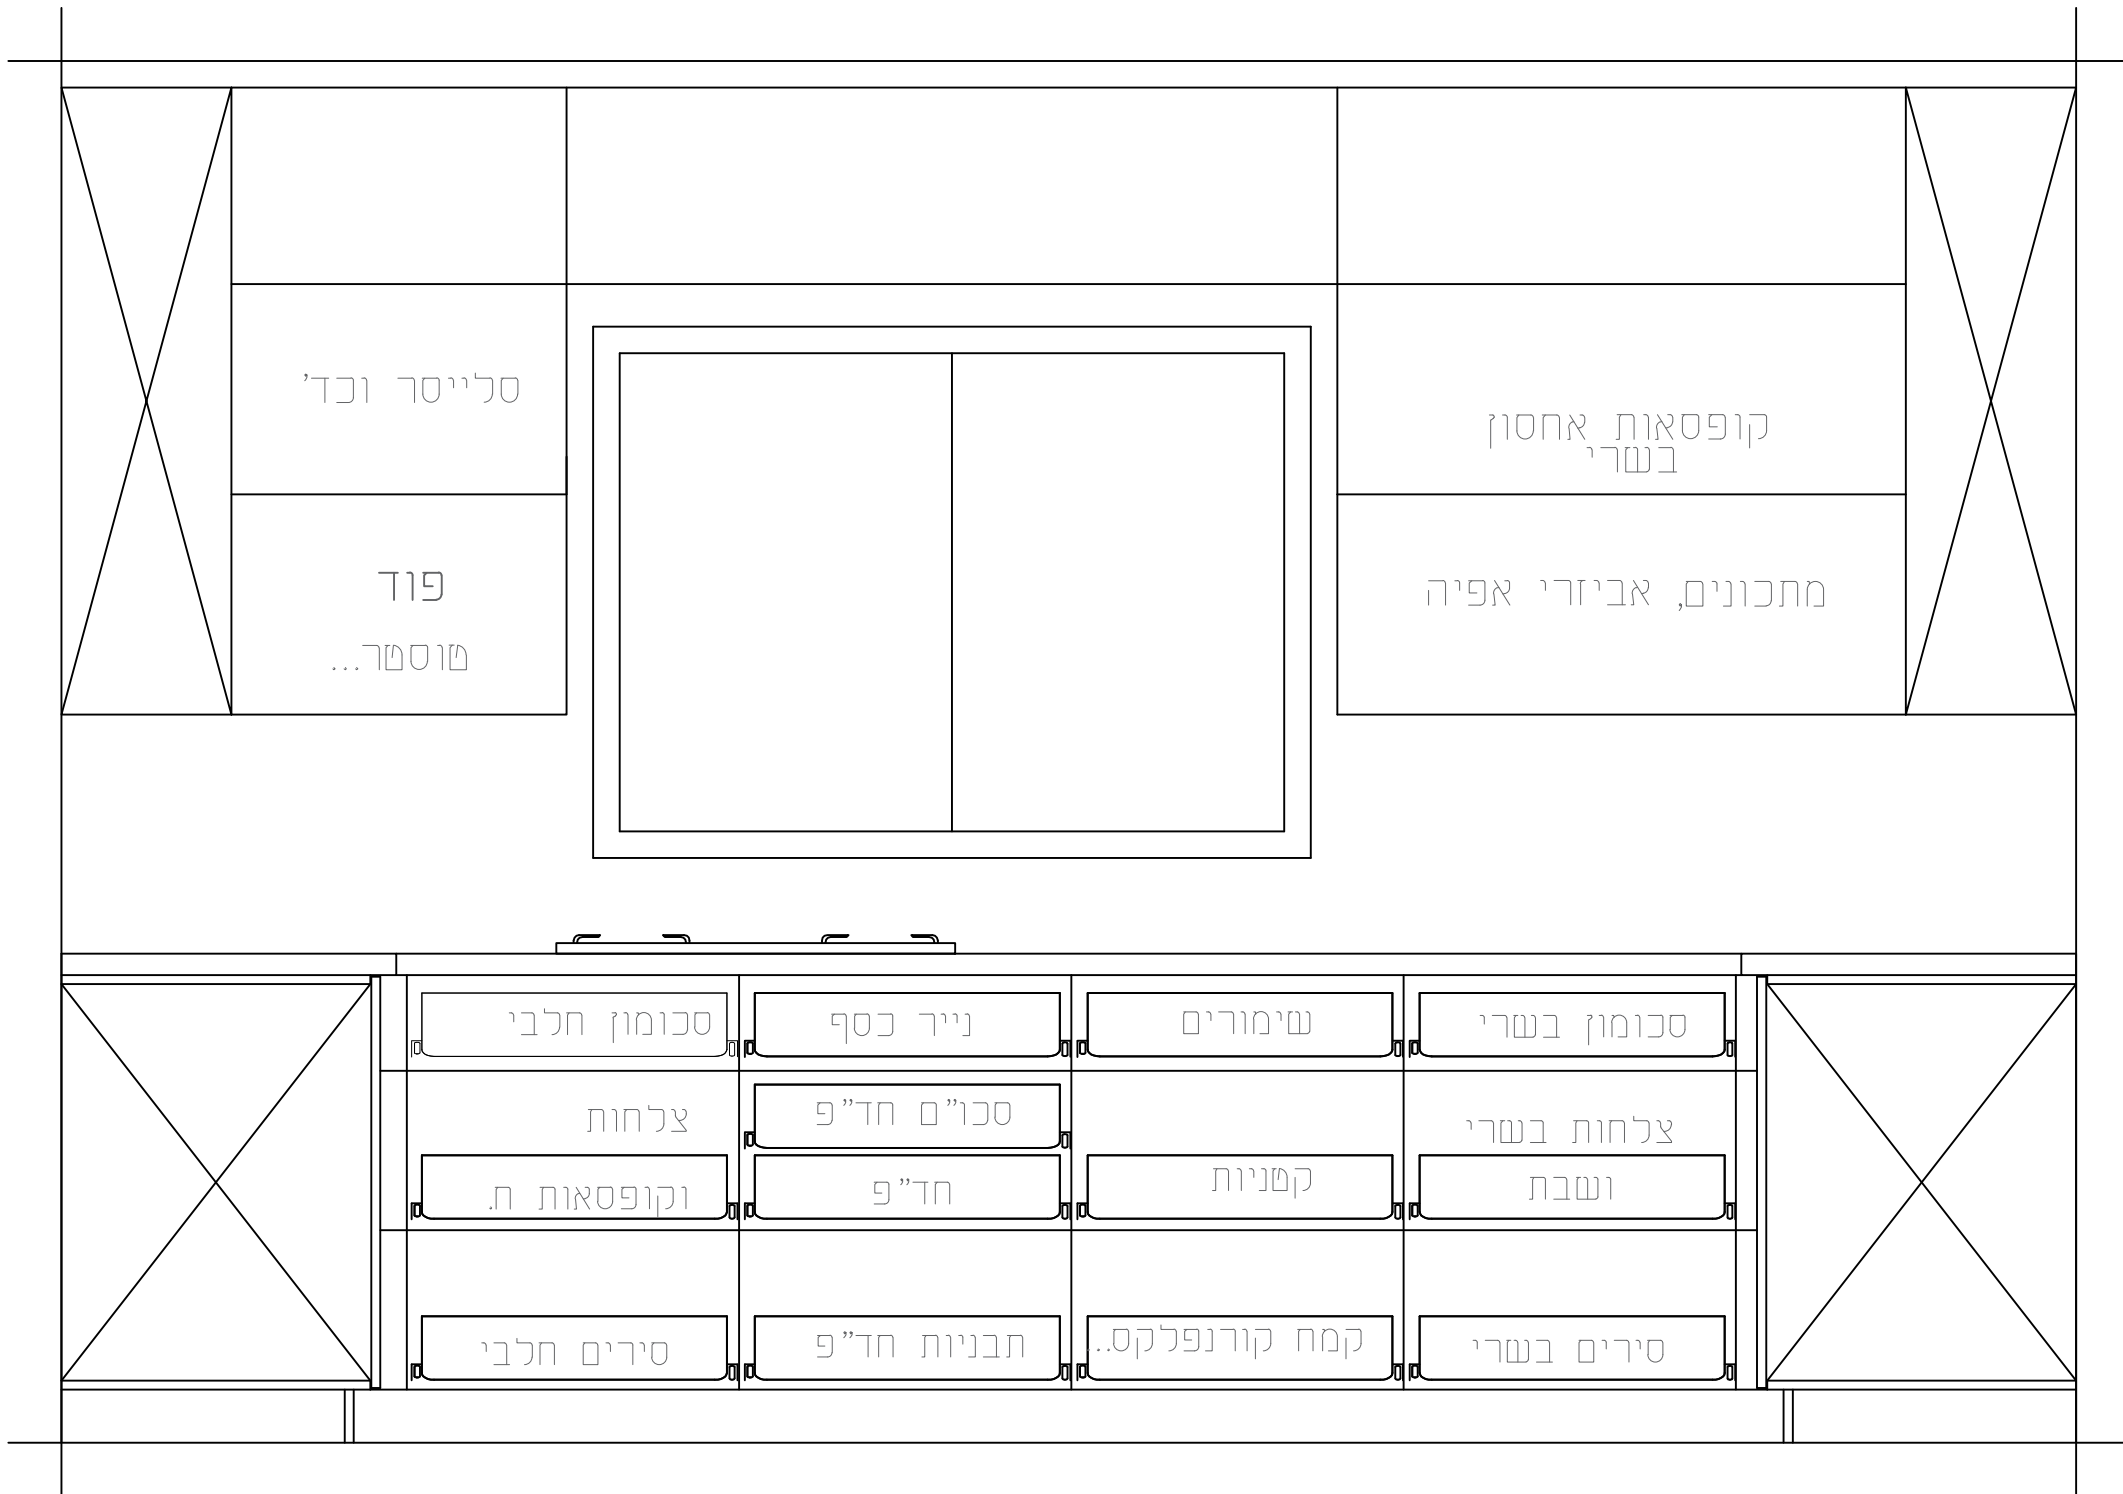 סלייסר וכד'
קופסאות אחסון
בשרי
פוד
טוסטר...
מתכונים, אביזרי אפיה
סכומון בשרי
שימורים
נייר כסף
סכומון חלבי
צלחות בשרי
ושבת
קטניות
סכו"ם חד"פ
חד"פ
צלחות
וקופסאות ח.
סירים בשרי
קמח קורנפלקס...
תבניות חד"פ
סירים חלבי